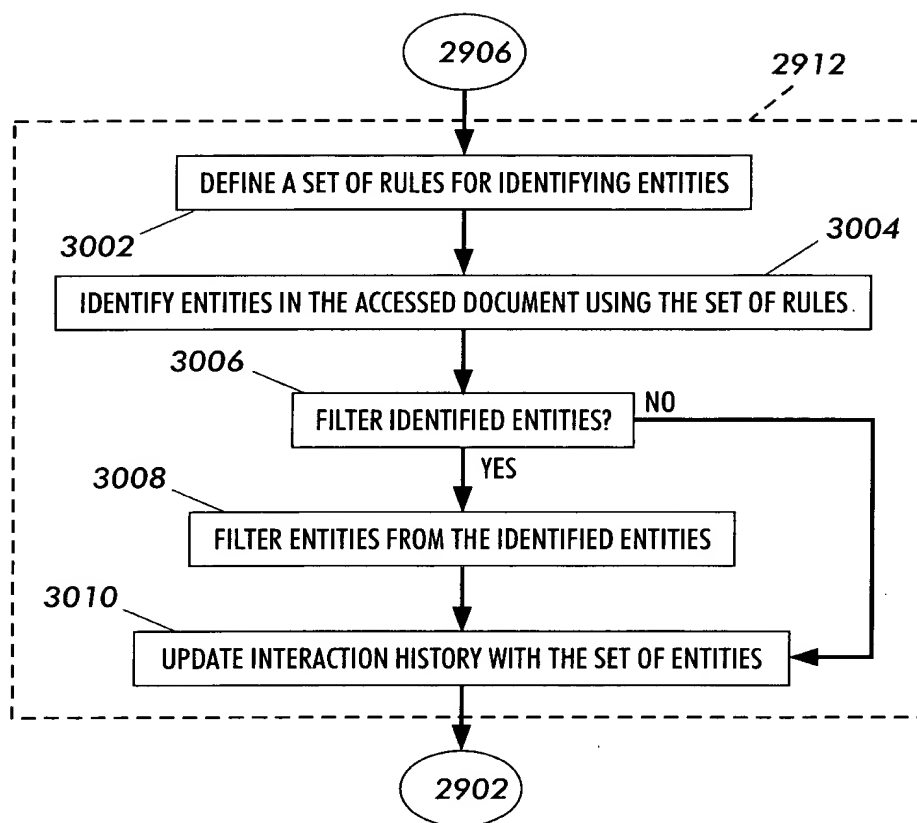 2906
2912
DEFINE A SET OF RULES FOR IDENTIFYING ENTITIES
3002
3004
IDENTIFY ENTITIES IN THE ACCESSED DOCUMENT USING THE SET OF RULES
3006
FILTER IDENTIFIED ENTITIES?
NO
YES
3008
FILTER ENTITIES FROM THE IDENTIFIED ENTITIES
3010
UPDATE INTERACTION HISTORY WITH THE SET OF ENTITIES
2902